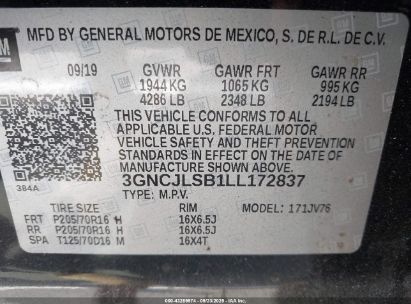 GM MFD BY GENERAL MOTORS DE MEXICO, S. DE R.L. DE C.V.
09/19 GVWR GAWR FRT GAWR RR
1944 KG 1065 KG 995 KG
4286 LB 2348 LB 2194 LB
THIS VEHICLE CONFORMS TO ALL
APPLICABLE U.S. FEDERAL MOTOR
VEHICLE SAFETY AND THEFT
PREVENTION STANDARDS IN
EFFECT ON THE DATE OF
MANUFACTURE SHOWN ABOVE.
384A 3GNCJLSB1LL172837
TYPE: M.P.V.
TIRE SIZE RIM MODEL: 1JV76
FRT P205/70R16 H 16X6.5J
RR P205/70R16 H 16X6.5J
SPA T125/70D16 M 16X4T